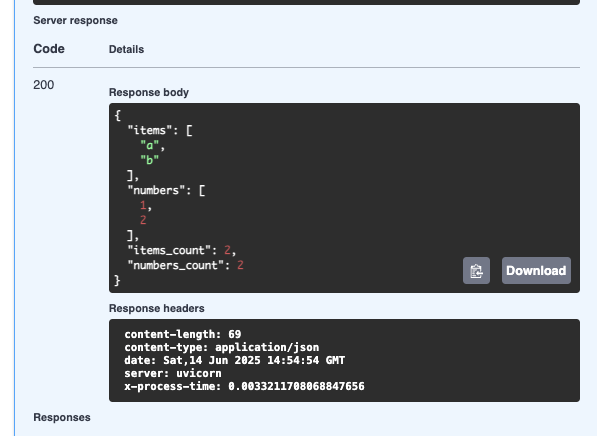 Server response
Code Details
200
Response body
{
  "items": [
    "a",
    "b"
  ],
  "numbers": [
    1,
    2
  ],
  "items_count": 2,
  "numbers_count": 2
}
Download
Response headers
content-length: 69
content-type: application/json
date: Sat,14 Jun 2025 14:54:54 GMT
server: uvicorn
x-process-time: 0.0033211708068847656
Responses